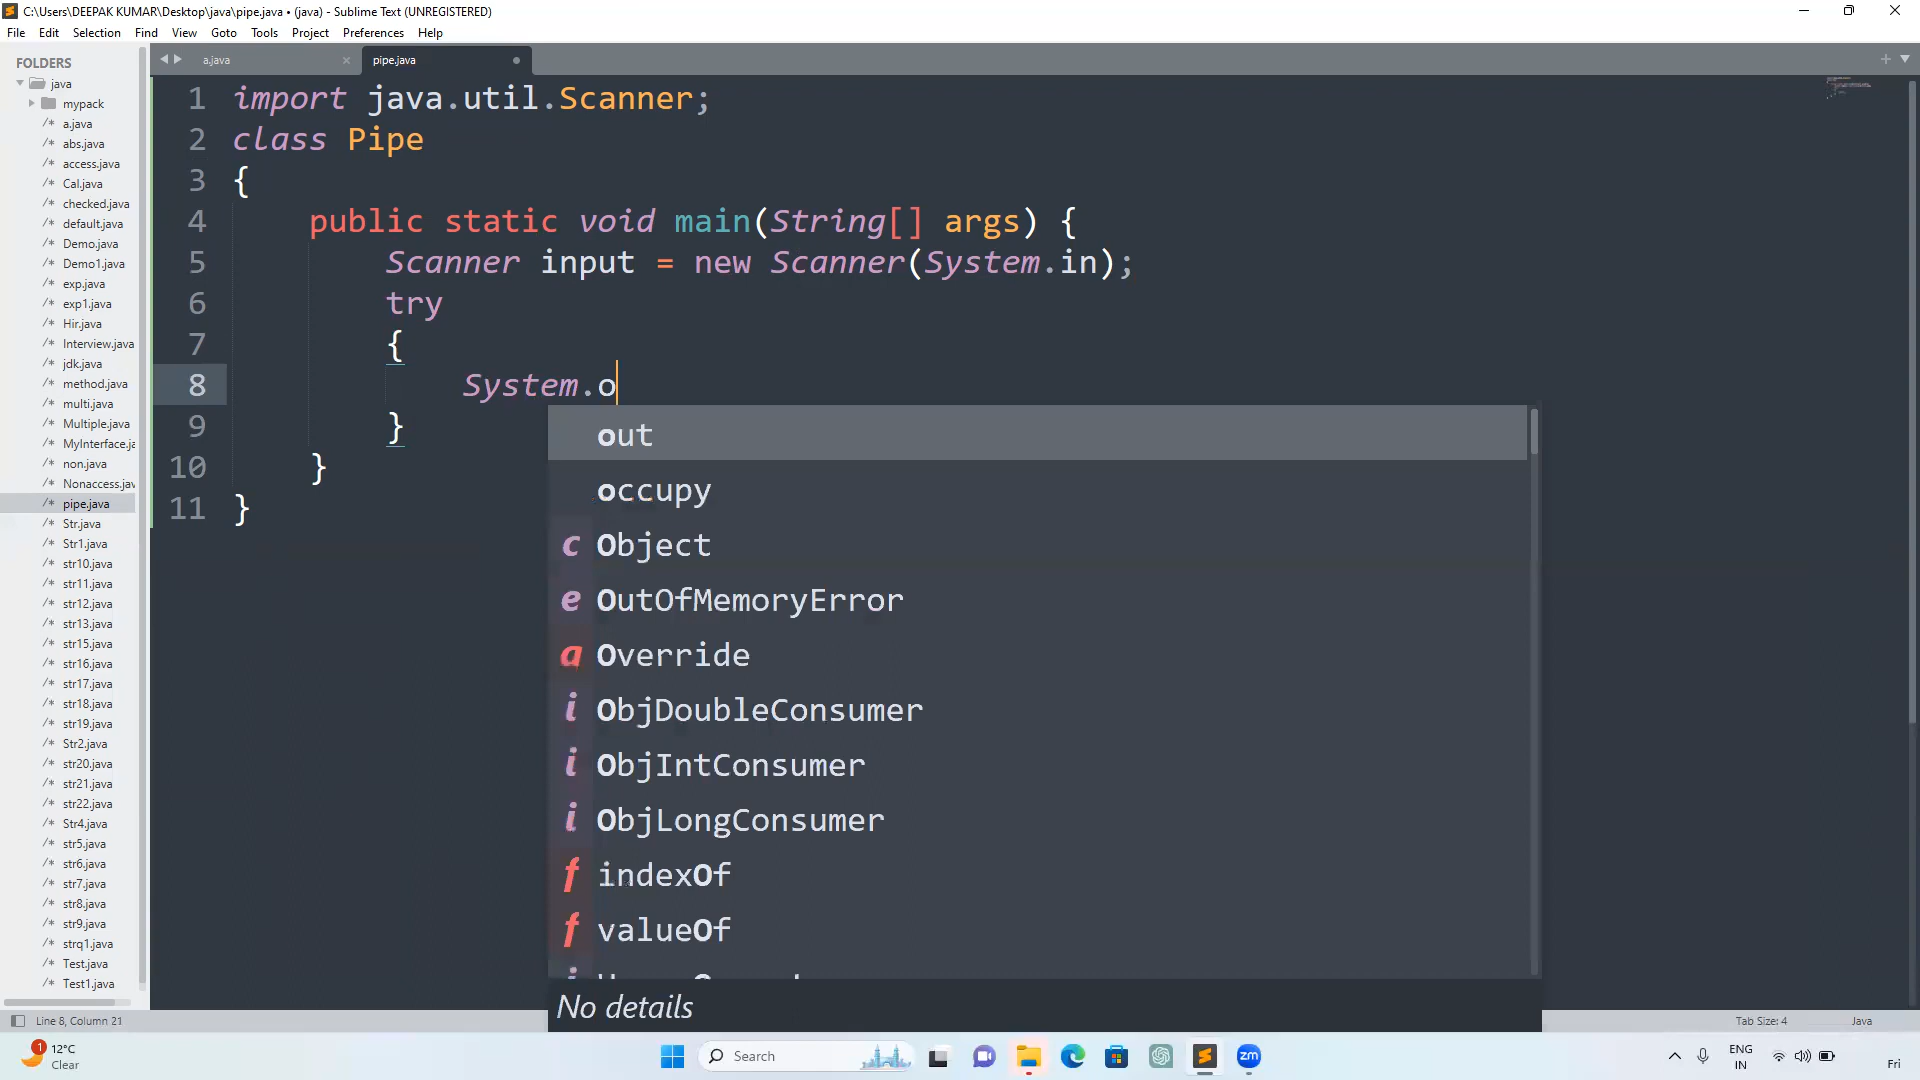 C:\Users\DEEPAK KUMAR\Desktop\java\pipe.java • (java) - Sublime Text (UNREGISTERED)
File Edit Selection Find View Goto Tools Project Preferences Help
FOLDERS
java
mypack
a.java
abs.java
access.java
Cal.java
checked.java
default.java
Demo.java
Demo1.java
exp.java
exp1.java
Hir.java
Interview.java
jdk.java
method.java
multi.java
Multiple.java
MyInterface.ja
non.java
Nonaccess.jav
pipe.java
Str.java
Str1.java
str10.java
str11.java
str12.java
str13.java
str15.java
str16.java
str17.java
str18.java
str19.java
Str2.java
str20.java
str21.java
str22.java
Str4.java
str5.java
str6.java
str7.java
str8.java
str9.java
strq1.java
Test.java
Test1.java
a.java pipe.java
1 import java.util.Scanner;
2 class Pipe
3 {
4 public static void main(String[] args) {
5 Scanner input = new Scanner(System.in);
6 try
7 {
8 System.o
9 }
10 }
11 }
out
occupy
c Object
e OutOfMemoryError
a Override
i ObjDoubleConsumer
i ObjIntConsumer
i ObjLongConsumer
f indexOf
f valueOf
No details
Line 8, Column 21
Tab Size: 4 Java
1 12°C
Clear
Search
zm
ENG
IN
Fri